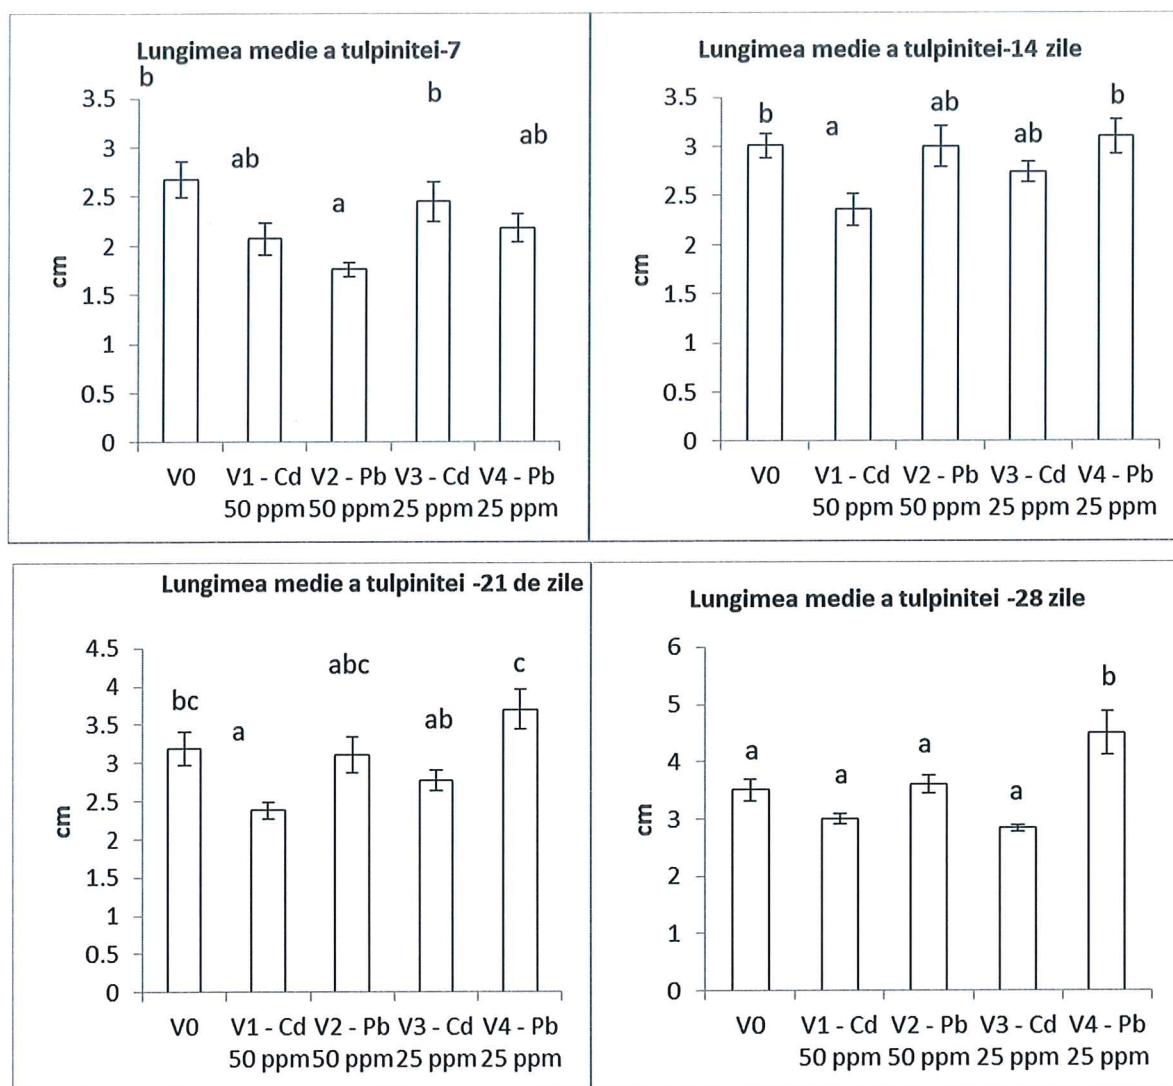 Lungimea medie a tulpinitei-7
b
b
ab
ab
a
3.5
3
2.5
2
1.5
1
0.5
0
cm
V0 V1 - Cd V2 - Pb V3 - Cd V4 - Pb
50 ppm 50 ppm 25 ppm 25 ppm
Lungimea medie a tulpinitei-14 zile
b a ab ab b
3.5
3
2.5
2
1.5
1
0.5
0
cm
V0 V1 - Cd V2 - Pb V3 - Cd V4 - Pb
50 ppm 50 ppm 25 ppm 25 ppm
Lungimea medie a tulpinitei -21 de zile
bc a abc ab c
4.5
4
3.5
3
2.5
2
1.5
1
0.5
0
cm
V0 V1 - Cd V2 - Pb V3 - Cd V4 - Pb
50 ppm 50 ppm 25 ppm 25 ppm
Lungimea medie a tulpinitei -28 zile
a a a a b
6
5
4
3
2
1
0
cm
V0 V1 - Cd V2 - Pb V3 - Cd V4 - Pb
50 ppm 50 ppm 25 ppm 25 ppm